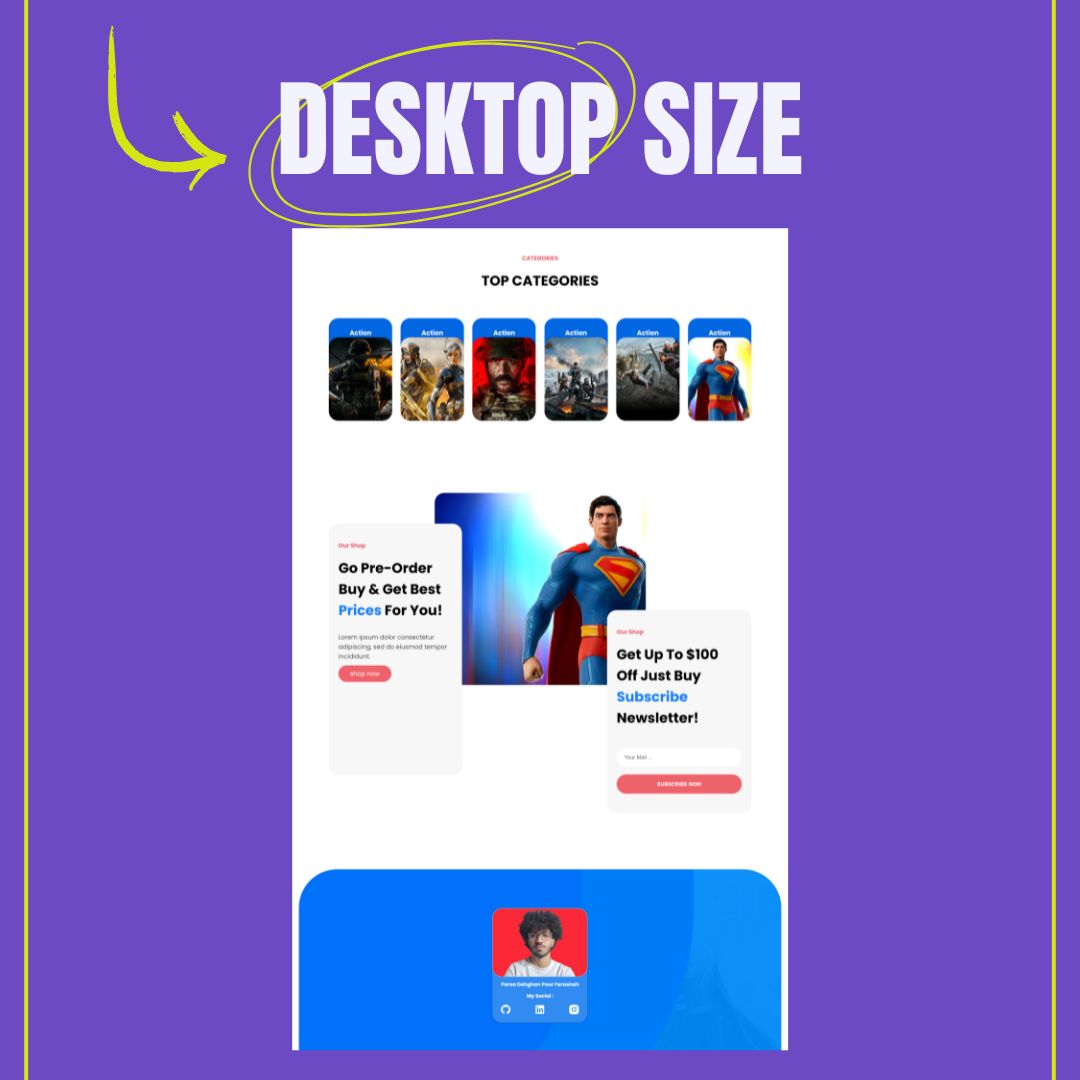 DESKTOP SIZE
CATEGORIES
TOP CATEGORIES
Action Action Action Action Action Action
Our Shop
Go Pre-Order
Buy & Get Best
Prices For You!
Lorem ipsum dolor consectetur
adipiscing, sed do eiusmod tempor
incididunt.
shop now
Our Shop
Get Up To $100
Off Just Buy
Subscribe
Newsletter!
Your Mail ...
SUBSCRIBE NOW
Parsa Dehghan Pour Farashah
My Social :